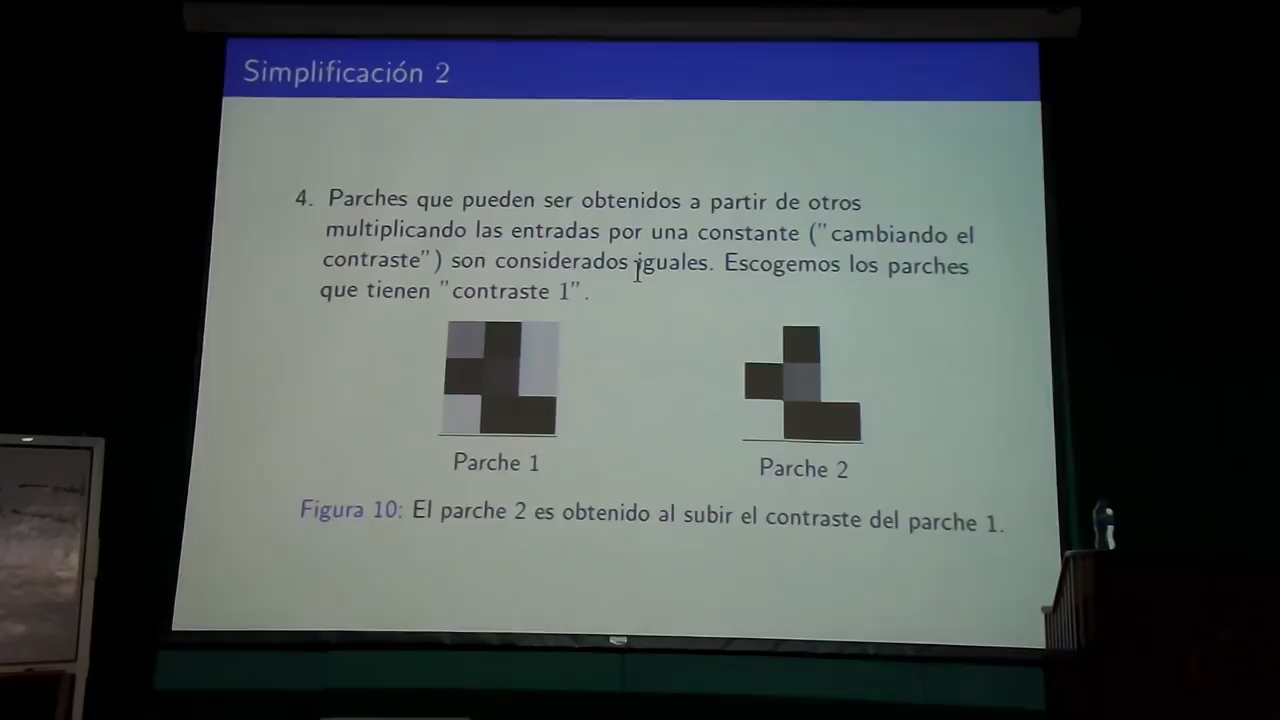 Simplificación 2
4. Parches que pueden ser obtenidos a partir de otros
multiplicando las entradas por una constante ("cambiando el
contraste") son considerados iguales. Escogemos los parches
que tienen "contraste 1".
Parche 1
Parche 2
Figura 10: El parche 2 es obtenido al subir el contraste del parche 1.